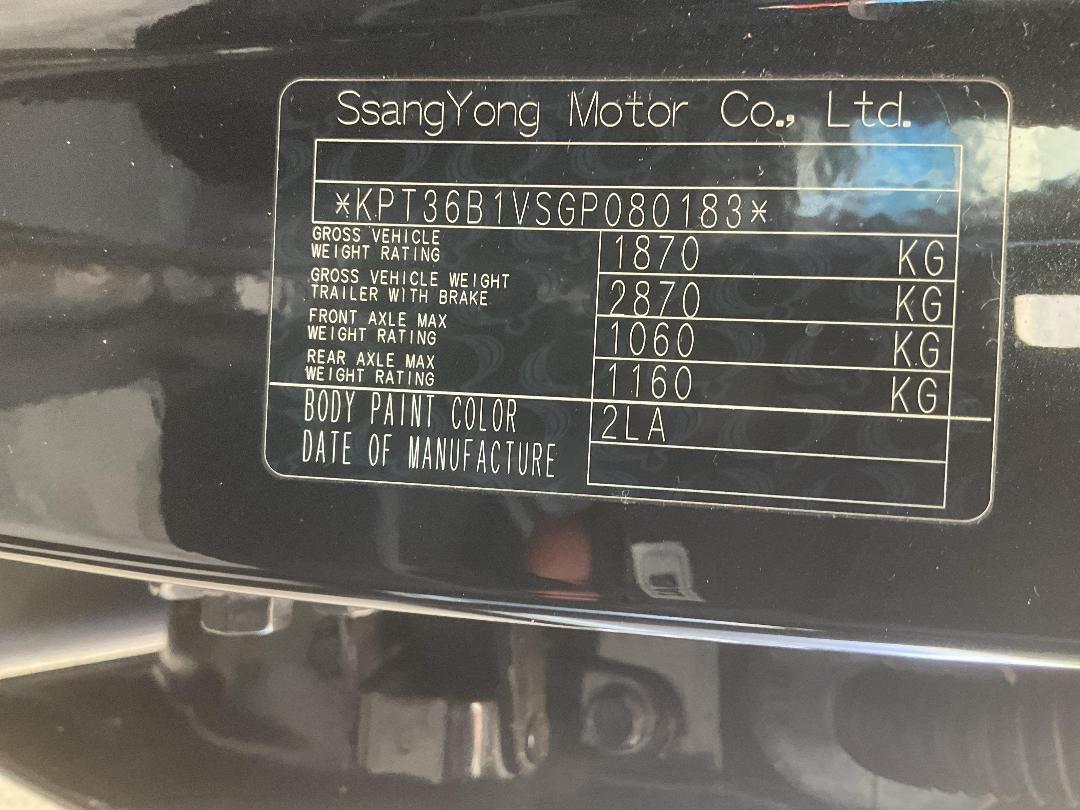 SsangYong Motor Co., Ltd.
*KPT36B1VSGP080183*
GROSS VEHICLE
WEIGHT RATING 1870 KG
GROSS VEHICLE WEIGHT
TRAILER WITH BRAKE 2870 KG
FRONT AXLE MAX
WEIGHT RATING 1060 KG
REAR AXLE MAX
WEIGHT RATING 1160 KG
BODY PAINT COLOR 2LA
DATE OF MANUFACTURE